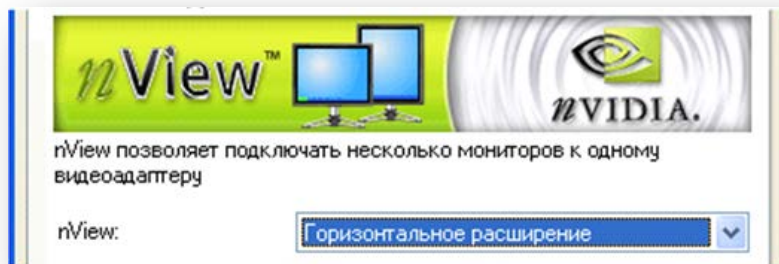 nView™
nVIDIA.
nView позволяет подключать несколько мониторов к одному
видеоадаптеру
nView: Горизонтальное расширение